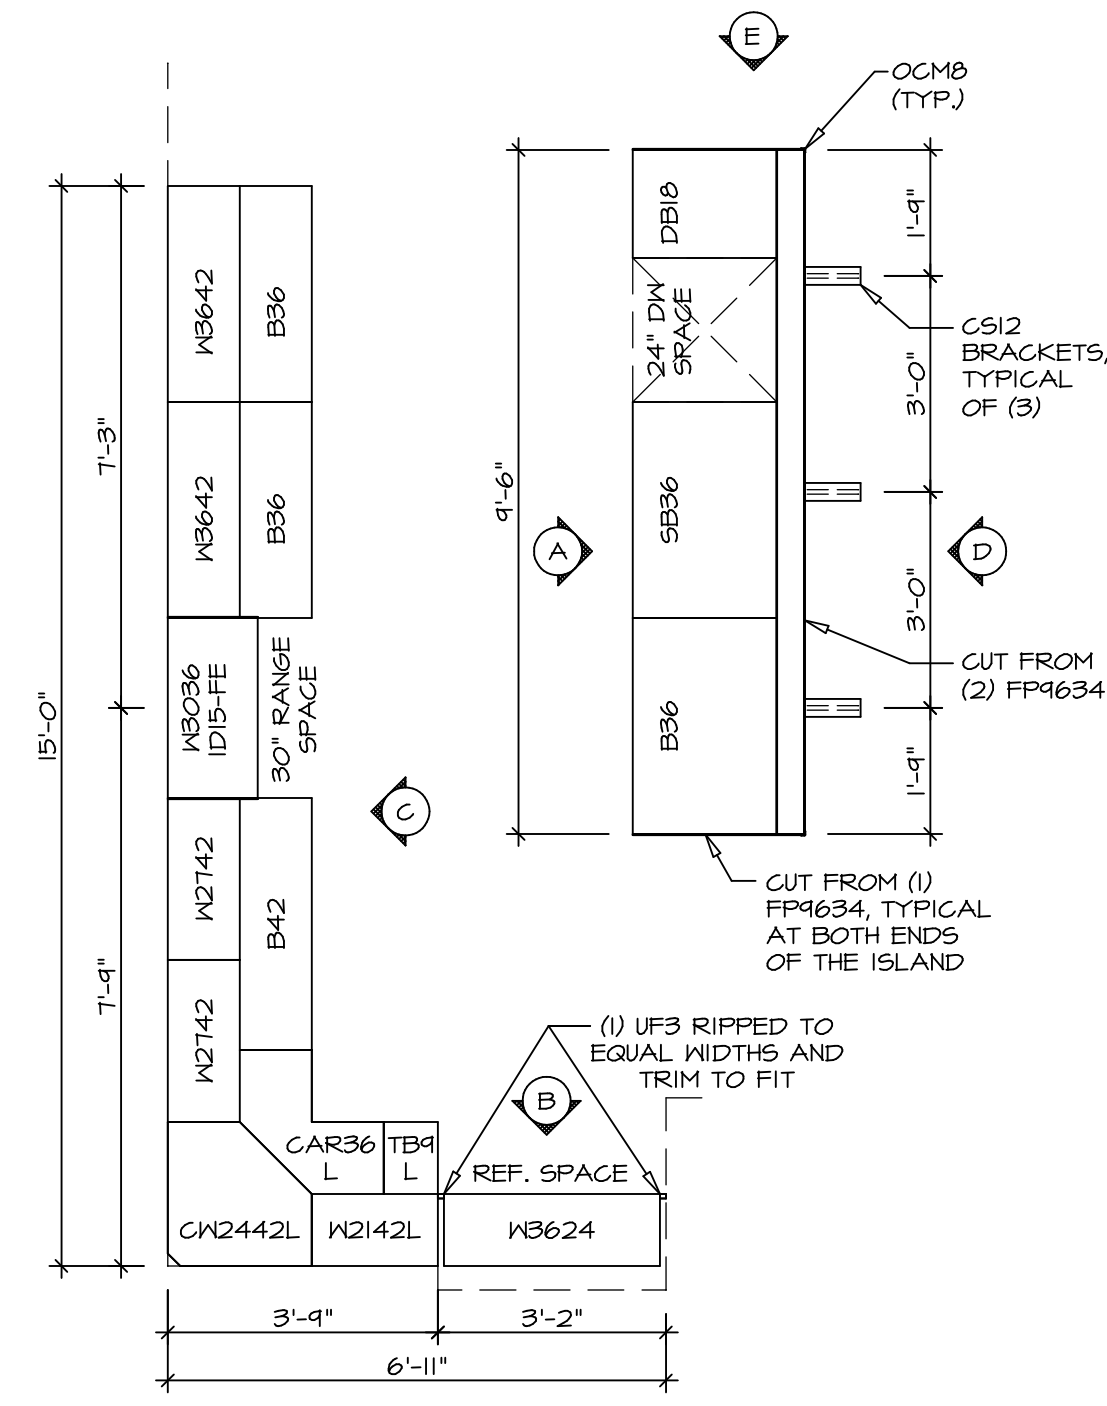 E
OCM8
(TYP.)
DB18
1'-9"
24" DW
SPACE
CS12
BRACKETS,
TYPICAL
OF (3)
3'-0"
W3642
B36
7'-3"
W3642
B36
9'-6"
SB36
A
D
3'-0"
CUT FROM
(2) FP9634
15'-0"
W3036
1D15-FE
30" RANGE
SPACE
B36
1'-9"
C
W2742
B42
CUT FROM (1)
FP9634, TYPICAL
AT BOTH ENDS
OF THE ISLAND
7'-9"
W2742
(1) UF3 RIPPED TO
EQUAL WIDTHS AND
TRIM TO FIT
B
CAR36
L
TB9
L
REF. SPACE
CW2442L
W2142L
W3624
3'-9"
3'-2"
6'-11"